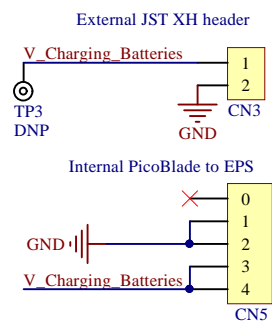 External JST XH header
V_Charging_Batteries
1
2
TP3
DNP
GND
CN3
Internal PicoBlade to EPS
0
1
GND
2
3
V_Charging_Batteries
4
CN5